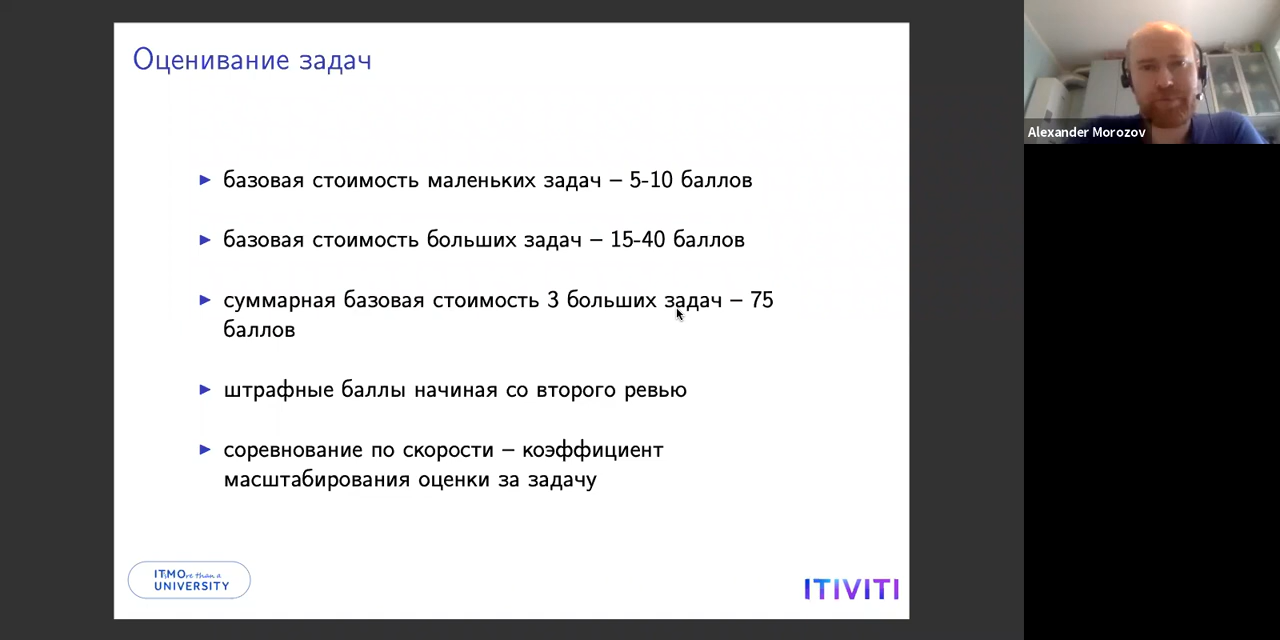 Оценивание задач
базовая стоимость маленьких задач – 5-10 баллов
базовая стоимость больших задач – 15-40 баллов
суммарная базовая стоимость 3 больших задач – 75
баллов
штрафные баллы начиная со второго ревью
соревнование по скорости – коэффициент
масштабирования оценки за задачу
ITMOre than a
UNIVERSITY
ITIVITI
Alexander Morozov